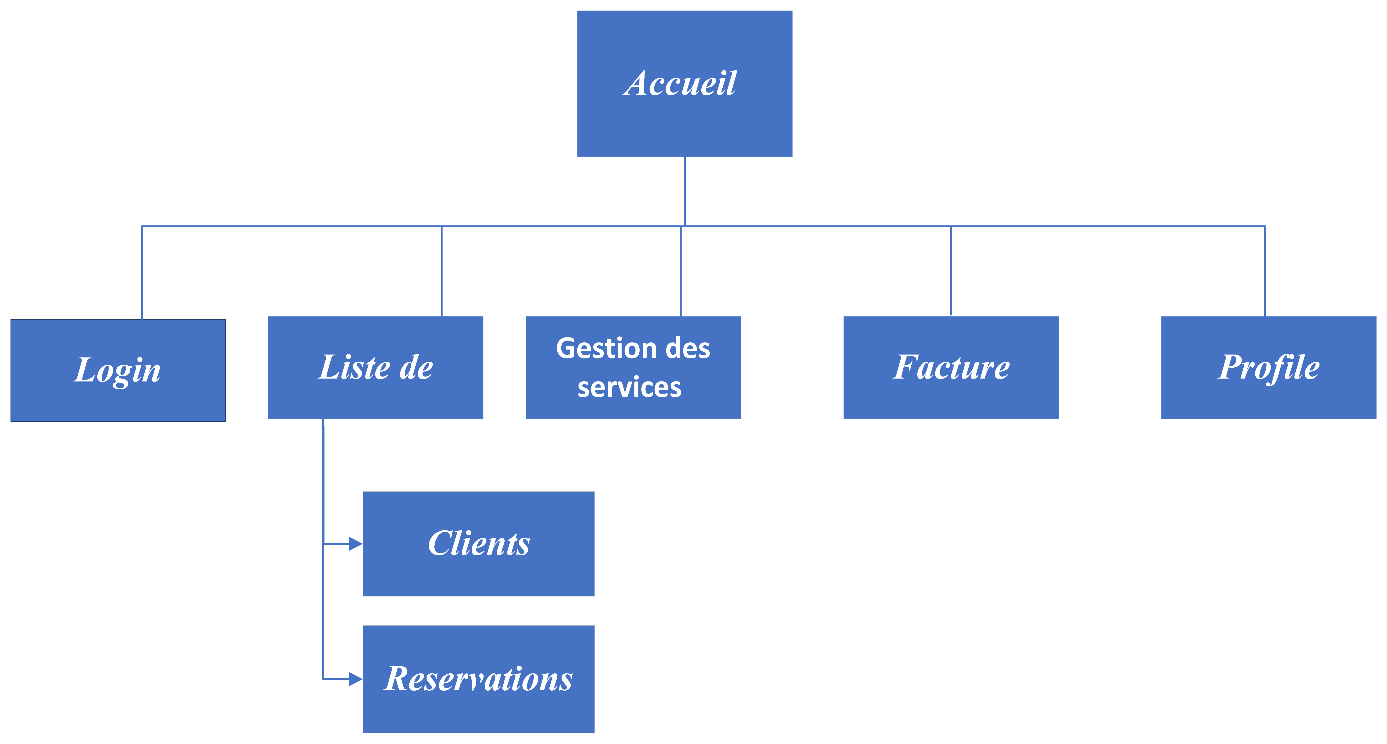 Accueil
Login
Liste de
Gestion des
services
Facture
Profile
Clients
Reservations